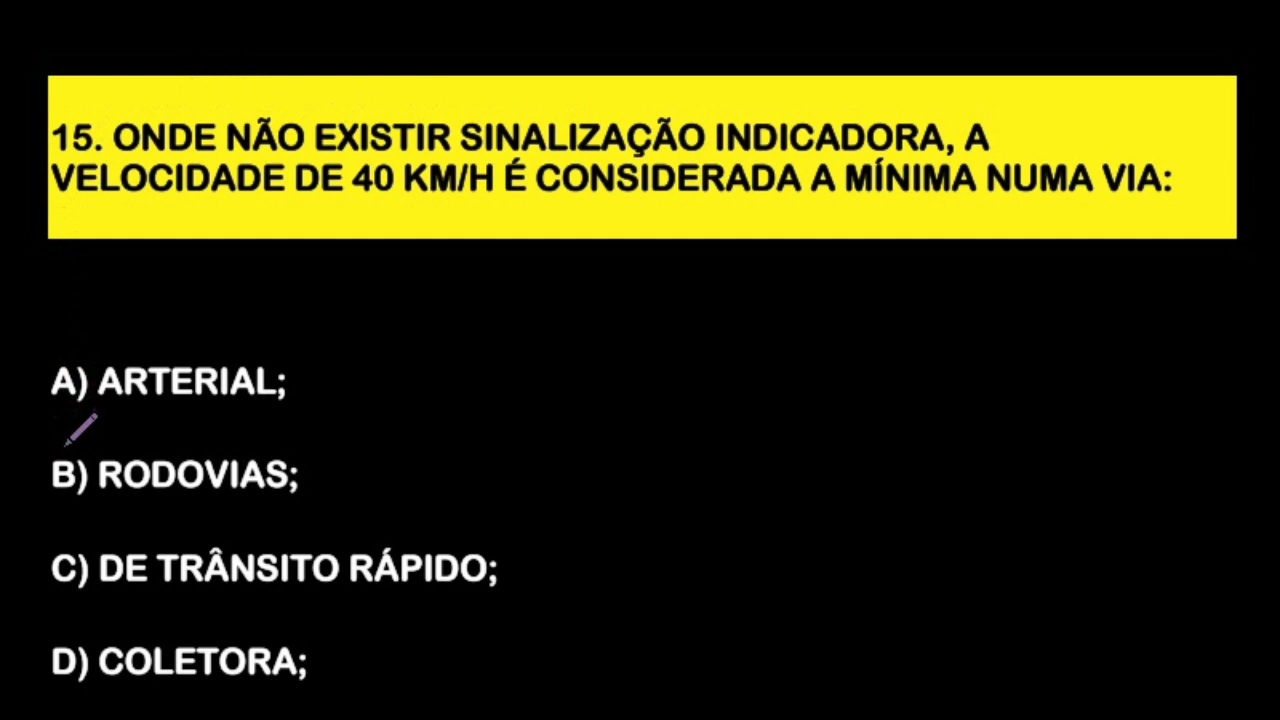 15. ONDE NÃO EXISTIR SINALIZAÇÃO INDICADORA, A
VELOCIDADE DE 40 KM/H É CONSIDERADA A MÍNIMA NUMA VIA:
A) ARTERIAL;
B) RODOVIAS;
C) DE TRÂNSITO RÁPIDO;
D) COLETORA;